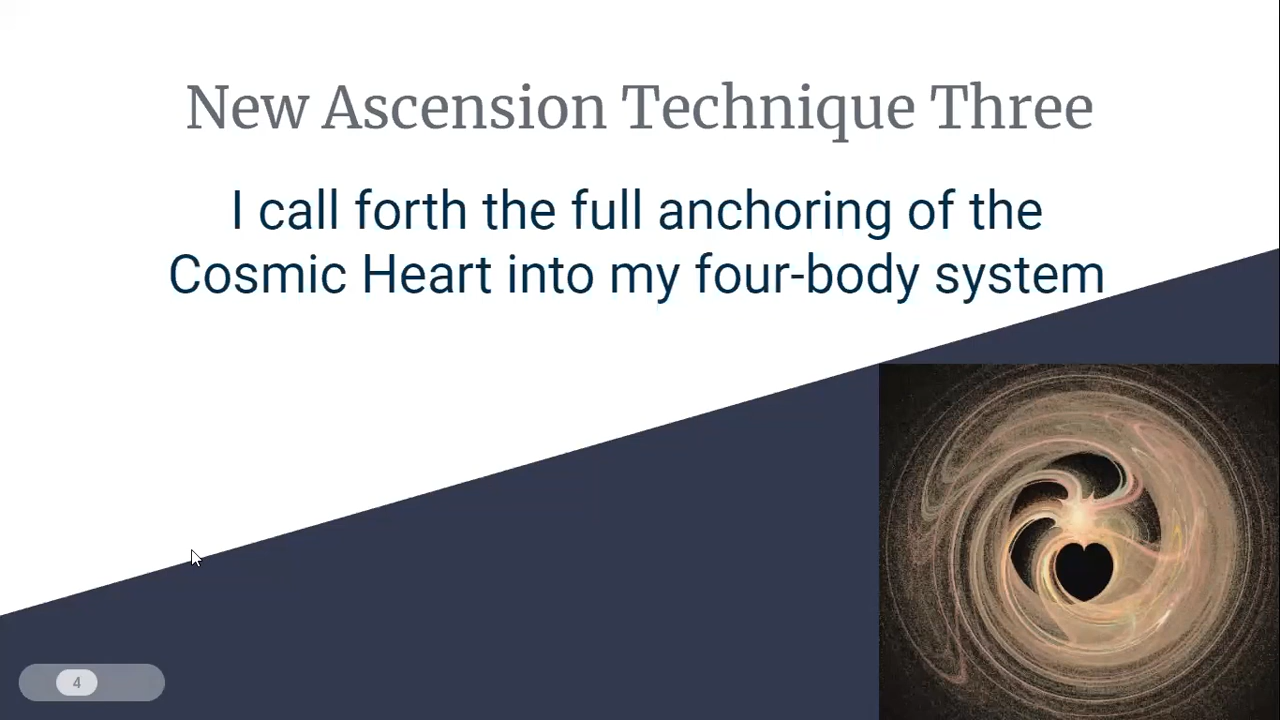 New Ascension Technique Three
I call forth the full anchoring of the
Cosmic Heart into my four-body system
4